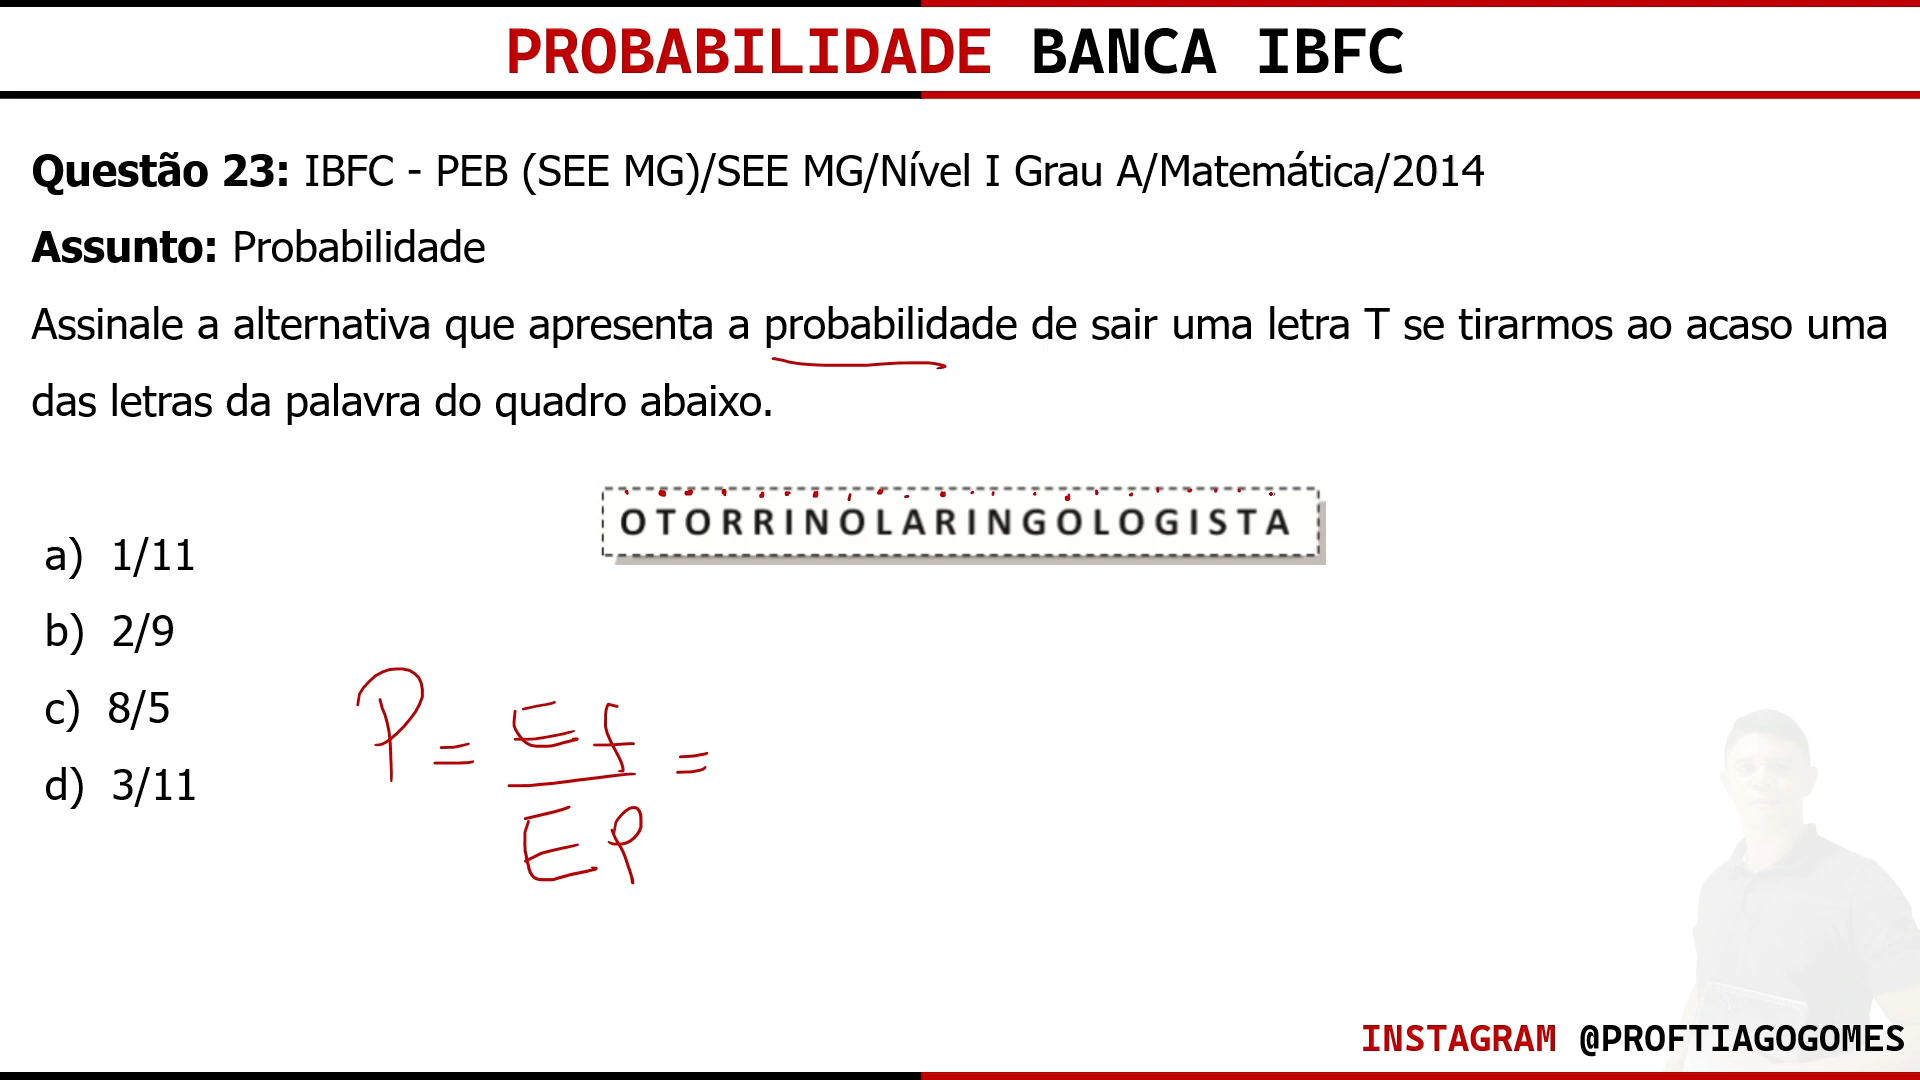 PROBABILIDADE BANCA IBFC
Questão 23: IBFC - PEB (SEE MG)/SEE MG/Nível I Grau A/Matemática/2014
Assunto: Probabilidade
Assinale a alternativa que apresenta a probabilidade de sair uma letra T se tirarmos ao acaso uma
das letras da palavra do quadro abaixo.
OTORRINOLARINGOLOGISTA
a) 1/11
b) 2/9
c) 8/5
d) 3/11
P = Ef =
EP
INSTAGRAM @PROFTIAGOGOMES